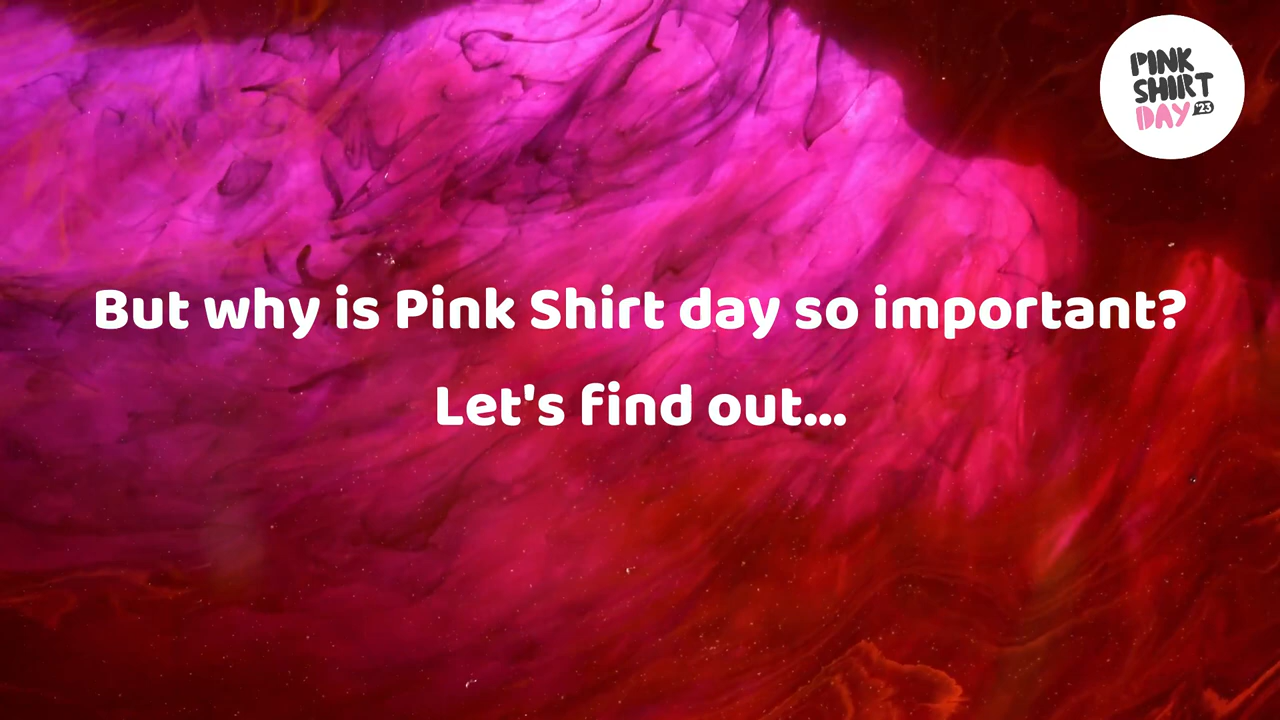 PINK
SHIRT
DAY '23
But why is Pink Shirt day so important?
Let's find out...